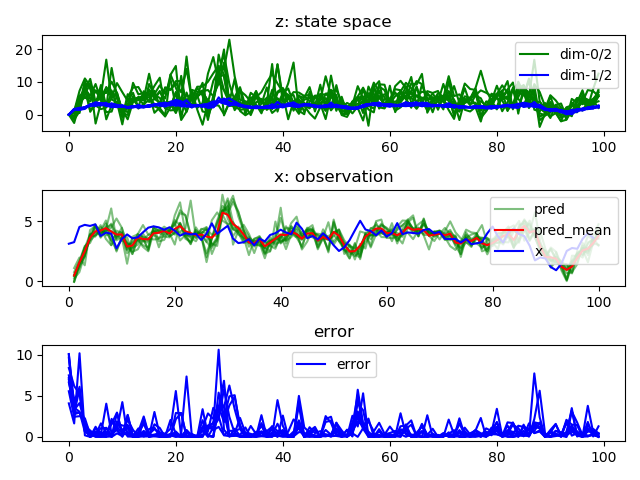 z: state space
20
10
0
dim-0/2
dim-1/2
0 20 40 60 80 100
x: observation
5
0
pred
pred_mean
x
0 20 40 60 80 100
error
10
5
0
error
0 20 40 60 80 100